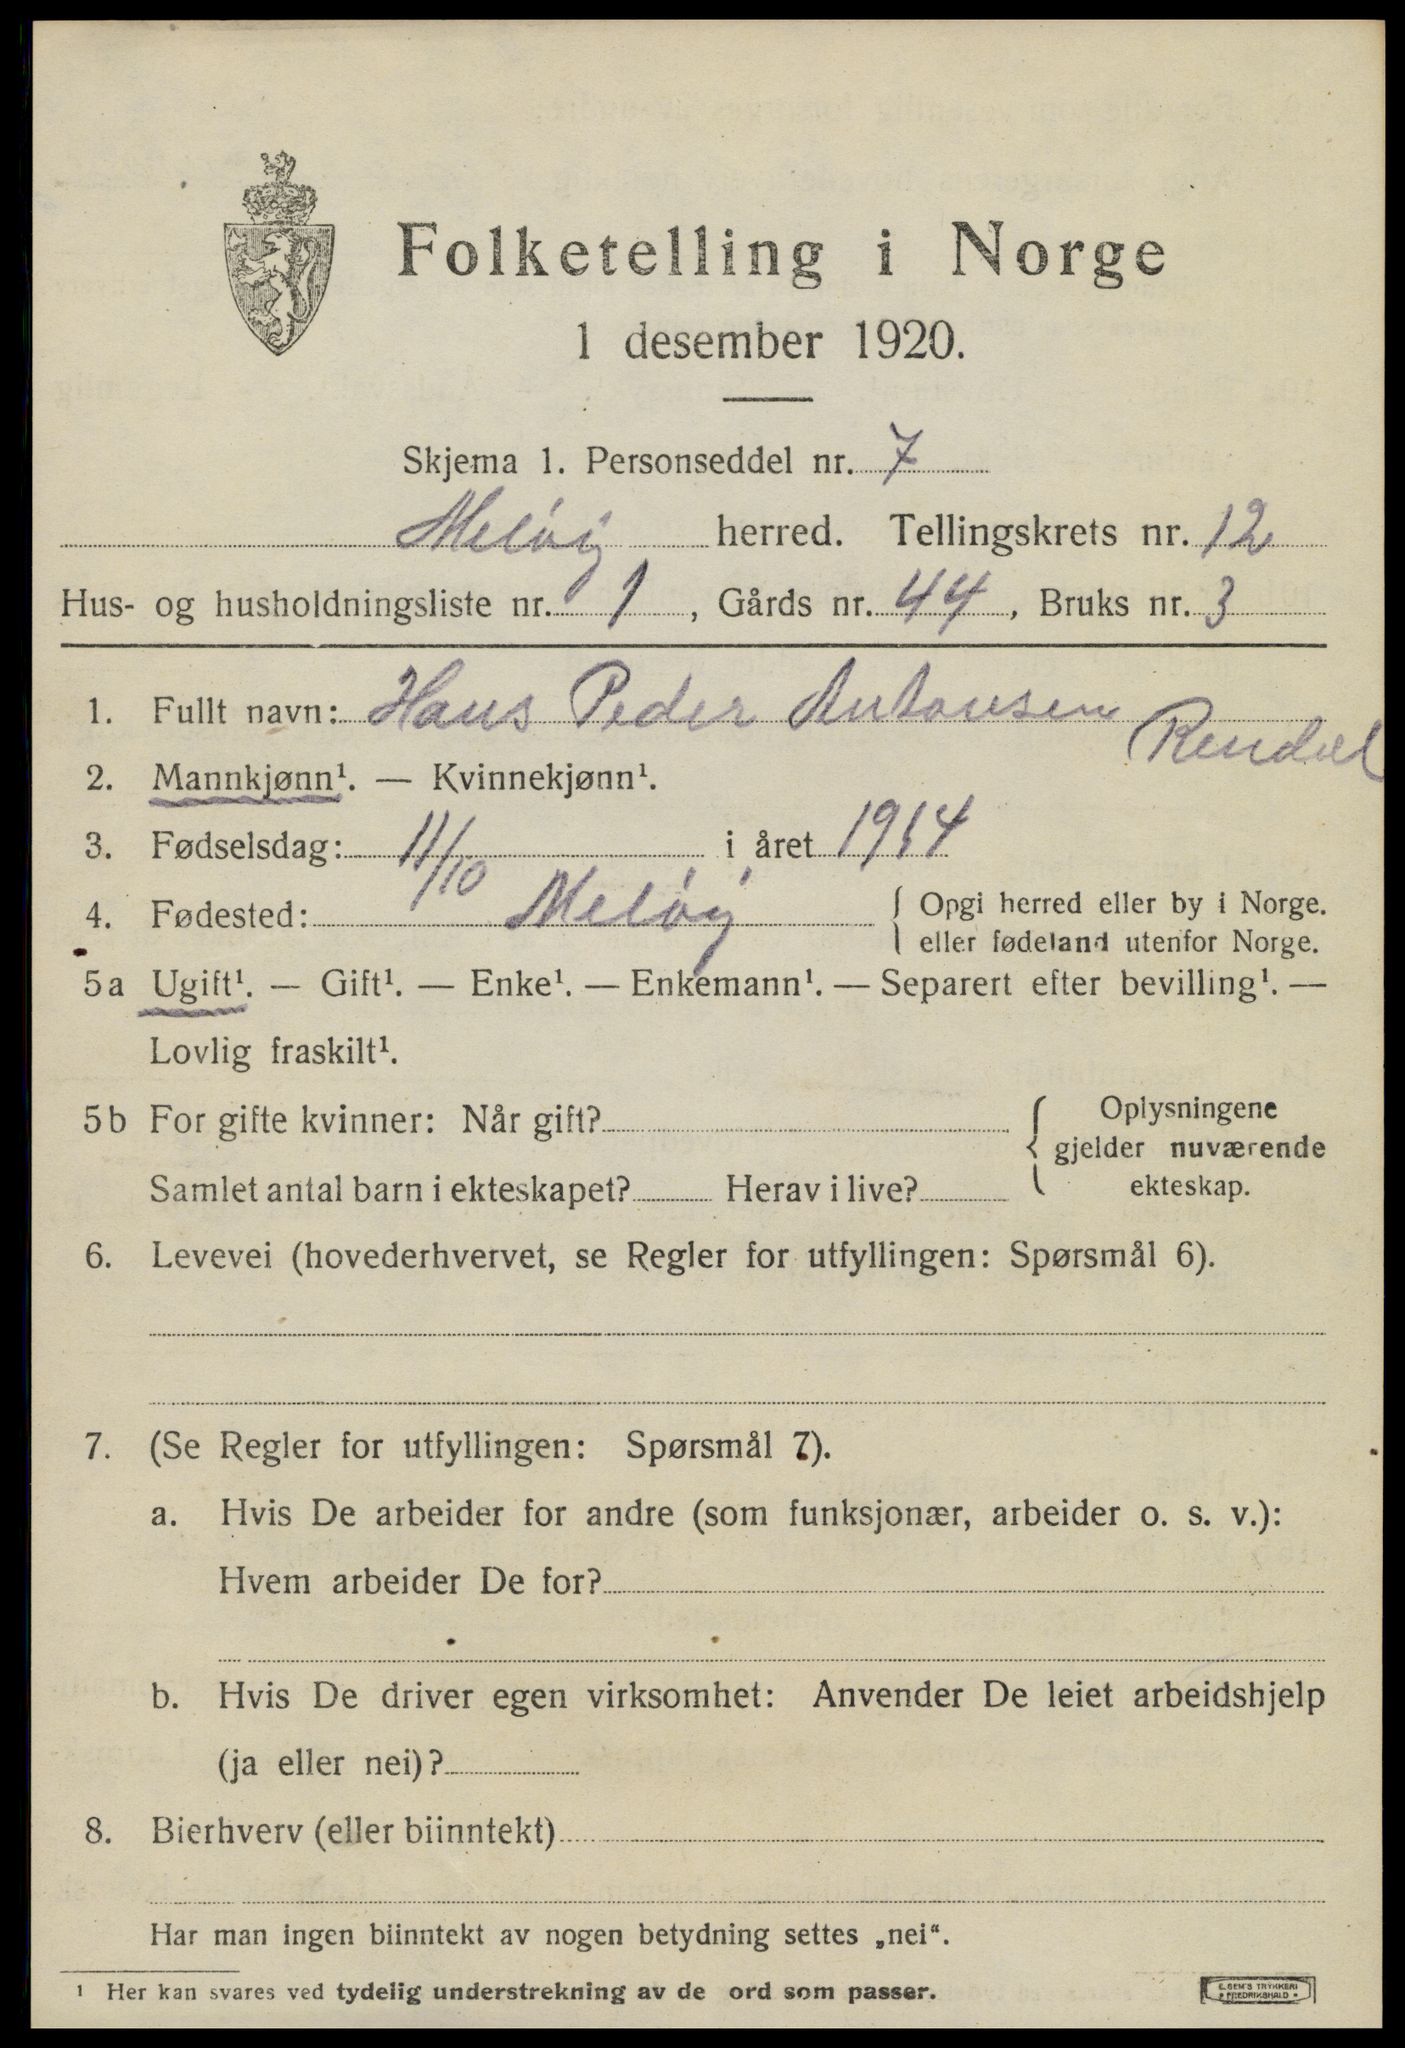 Folketelling i Norge
1 desember 1920.
Skjema 1. Personseddel nr. 7
Meløy herred. Tellingskrets nr. 12
Hus- og husholdningsliste nr. 1, Gårds nr. 44, Bruks nr. 3
1. Fullt navn: Hans Peder Antonsen
Rendal
2. Mannkjønn¹. — Kvinnekjønn¹.
3. Fødselsdag: 11/10 i året 1914
4. Fødested: Meløy { Opgi herred eller by i Norge.
eller fødeland utenfor Norge.
5a Ugift¹. — Gift¹. — Enke¹. — Enkemann¹. — Separert efter bevilling¹. —
Lovlig fraskilt¹.
5b For gifte kvinner: Når gift? { Oplysningene
gjelder nuværende
Samlet antal barn i ekteskapet? Herav i live? ekteskap.
6. Levevei (hovederhvervet, se Regler for utfyllingen: Spørsmål 6).
7. (Se Regler for utfyllingen: Spørsmål 7).
a. Hvis De arbeider for andre (som funksjonær, arbeider o. s. v.):
Hvem arbeider De for?
b. Hvis De driver egen virksomhet: Anvender De leiet arbeidshjelp
(ja eller nei)?
8. Bierhverv (eller biinntekt)
Har man ingen biinntekt av nogen betydning settes „nei“.
¹ Her kan svares ved tydelig understrekning av de ord som passer.
E. SEM'S TRYKKERI
• FREDRIKSHALD •